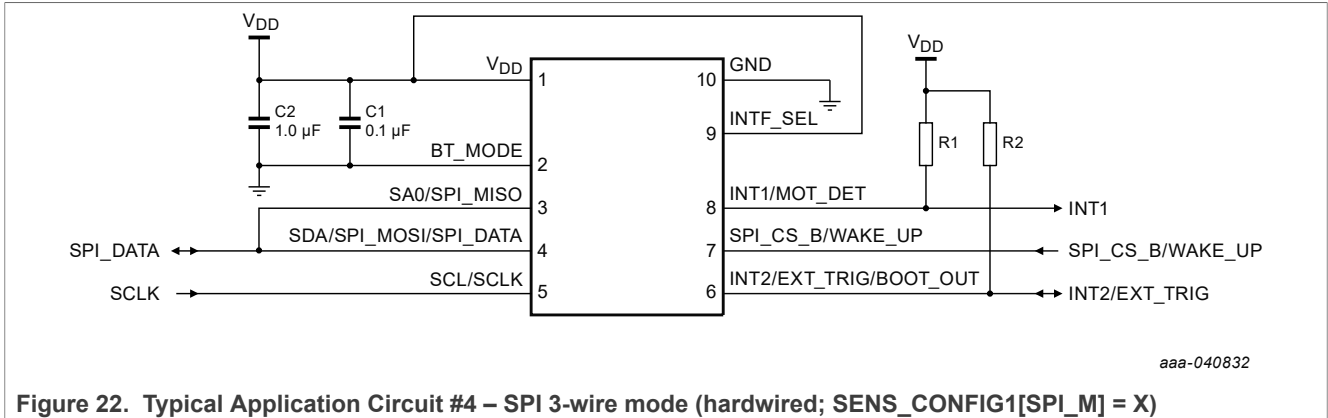 VDD
VDD
VDD
1
10
GND
C2
1.0 µF
C1
0.1 µF
9
INTF_SEL
R1
R2
BT_MODE
2
SA0/SPI_MISO
3
8
INT1/MOT_DET
INT1
SPI_DATA
SDA/SPI_MOSI/SPI_DATA
4
7
SPI_CS_B/WAKE_UP
SPI_CS_B/WAKE_UP
SCLK
SCL/SCLK
5
6
INT2/EXT_TRIG/BOOT_OUT
INT2/EXT_TRIG
aaa-040832
Figure 22. Typical Application Circuit #4 – SPI 3-wire mode (hardwired; SENS_CONFIG1[SPI_M] = X)